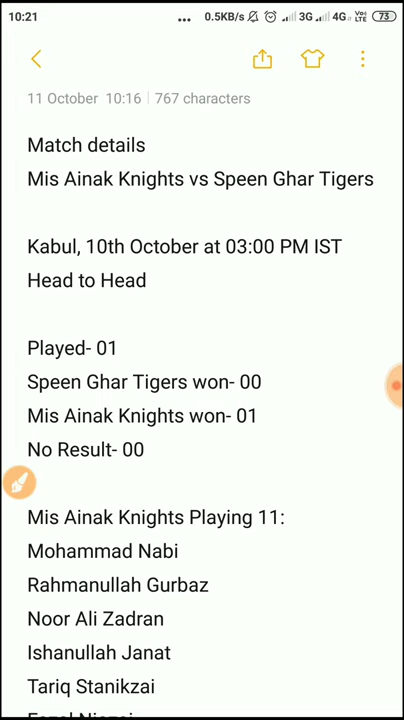 10:21 ... 0.5KB/s 3G 4G Vo LTE 73
11 October 10:16 | 767 characters
Match details
Mis Ainak Knights vs Speen Ghar Tigers
Kabul, 10th October at 03:00 PM IST
Head to Head
Played- 01
Speen Ghar Tigers won- 00
Mis Ainak Knights won- 01
No Result- 00
Mis Ainak Knights Playing 11:
Mohammad Nabi
Rahmanullah Gurbaz
Noor Ali Zadran
Ishanullah Janat
Tariq Stanikzai